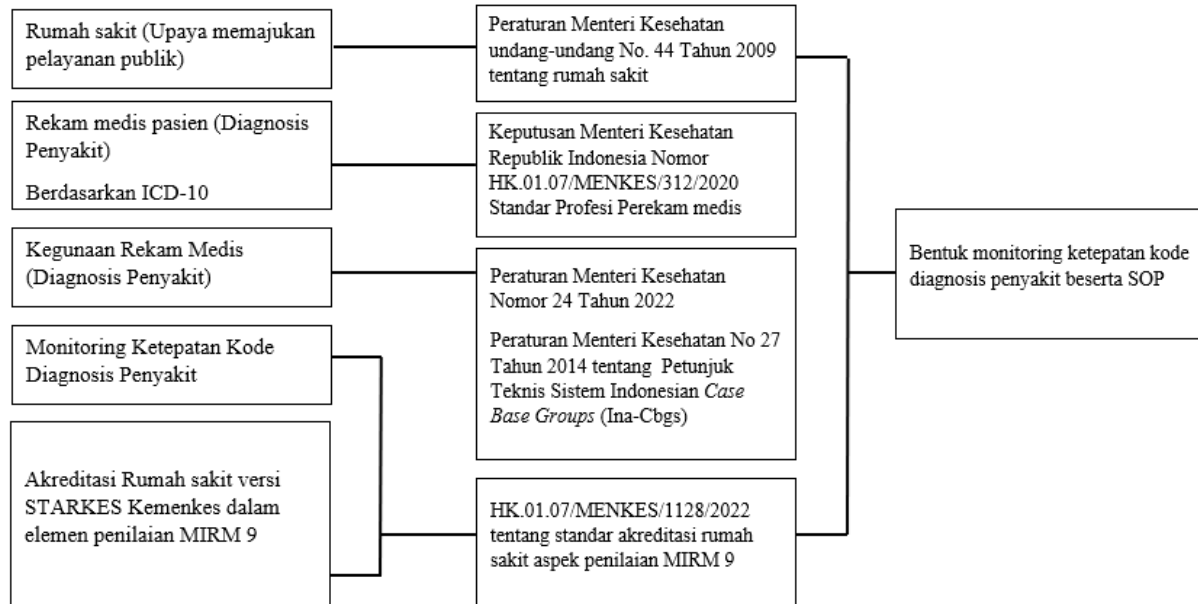 Rumah sakit (Upaya memajukan
pelayanan publik)
Rekam medis pasien (Diagnosis
Penyakit)
Berdasarkan ICD-10
Kegunaan Rekam Medis
(Diagnosis Penyakit)
Monitoring Ketepatan Kode
Diagnosis Penyakit
Akreditasi Rumah sakit versi
STARKES Kemenkes dalam
elemen penilaian MIRM 9
Peraturan Menteri Kesehatan
undang-undang No. 44 Tahun 2009
tentang rumah sakit
Keputusan Menteri Kesehatan
Republik Indonesia Nomor
HK.01.07/MENKES/312/2020
Standar Profesi Perekam medis
Peraturan Menteri Kesehatan
Nomor 24 Tahun 2022
Peraturan Menteri Kesehatan No 27
Tahun 2014 tentang Petunjuk
Teknis Sistem Indonesian Case
Base Groups (Ina-Cbgs)
HK.01.07/MENKES/1128/2022
tentang standar akreditasi rumah
sakit aspek penilaian MIRM 9
Bentuk monitoring ketepatan kode
diagnosis penyakit beserta SOP